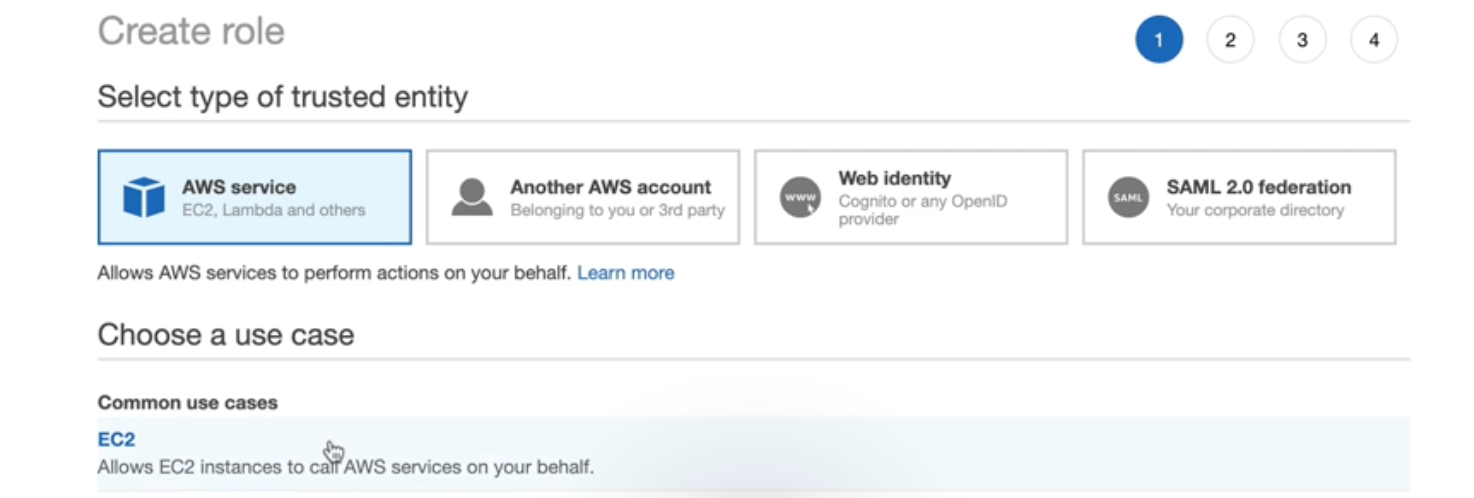 Create role
1 2 3 4
Select type of trusted entity
AWS service
EC2, Lambda and others
Another AWS account
Belonging to you or 3rd party
www
Web identity
Cognito or any OpenID
provider
SAML
SAML 2.0 federation
Your corporate directory
Allows AWS services to perform actions on your behalf. Learn more
Choose a use case
Common use cases
EC2
Allows EC2 instances to call AWS services on your behalf.